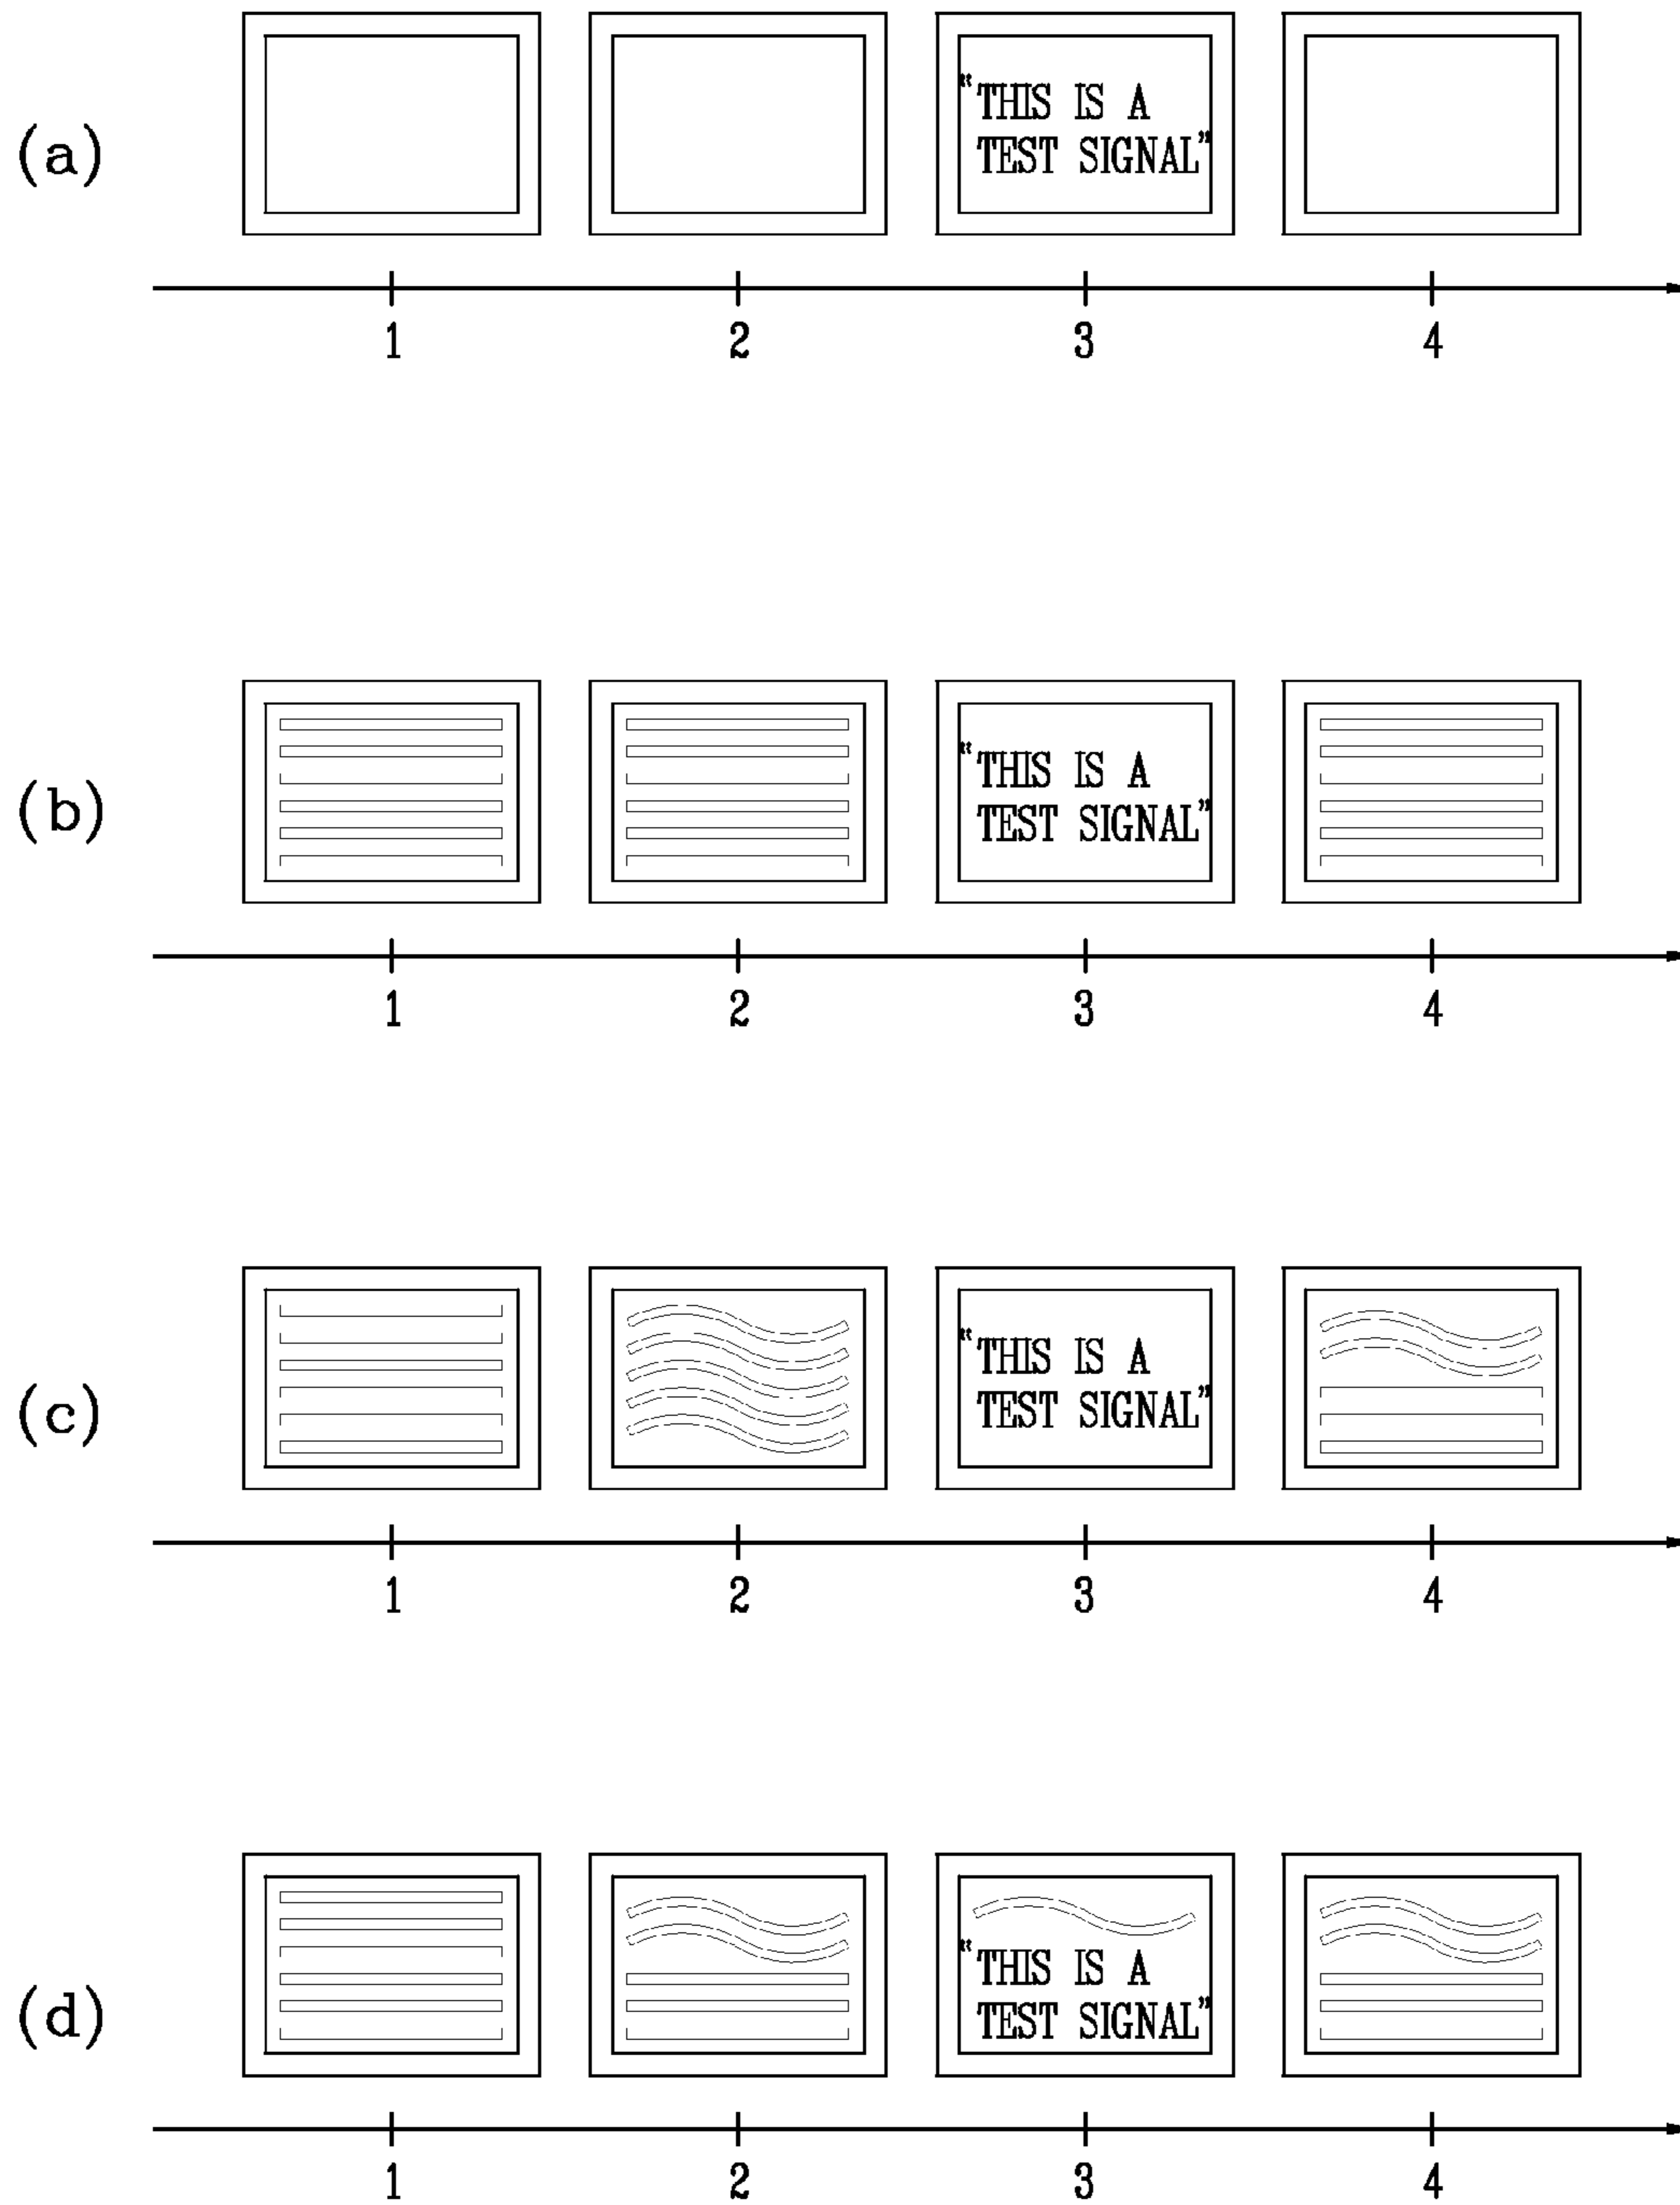 (a)
“THIS IS A
TEST SIGNAL”
1 2 3 4
(b)
“THIS IS A
TEST SIGNAL”
1 2 3 4
(c)
“THIS IS A
TEST SIGNAL”
1 2 3 4
(d)
“THIS IS A
TEST SIGNAL”
1 2 3 4